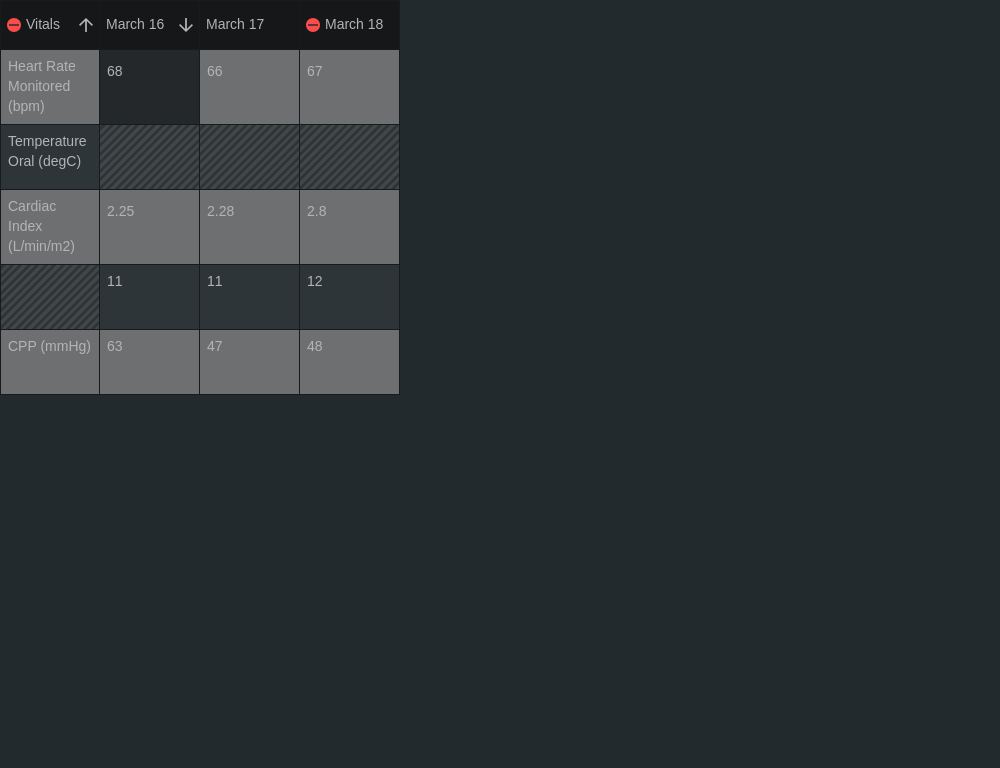 Vitals March 16 March 17 March 18
Heart Rate
Monitored
(bpm)
68 66 67
Temperature
Oral (degC)
Cardiac
Index
(L/min/m2)
2.25 2.28 2.8
11 11 12
CPP (mmHg) 63 47 48